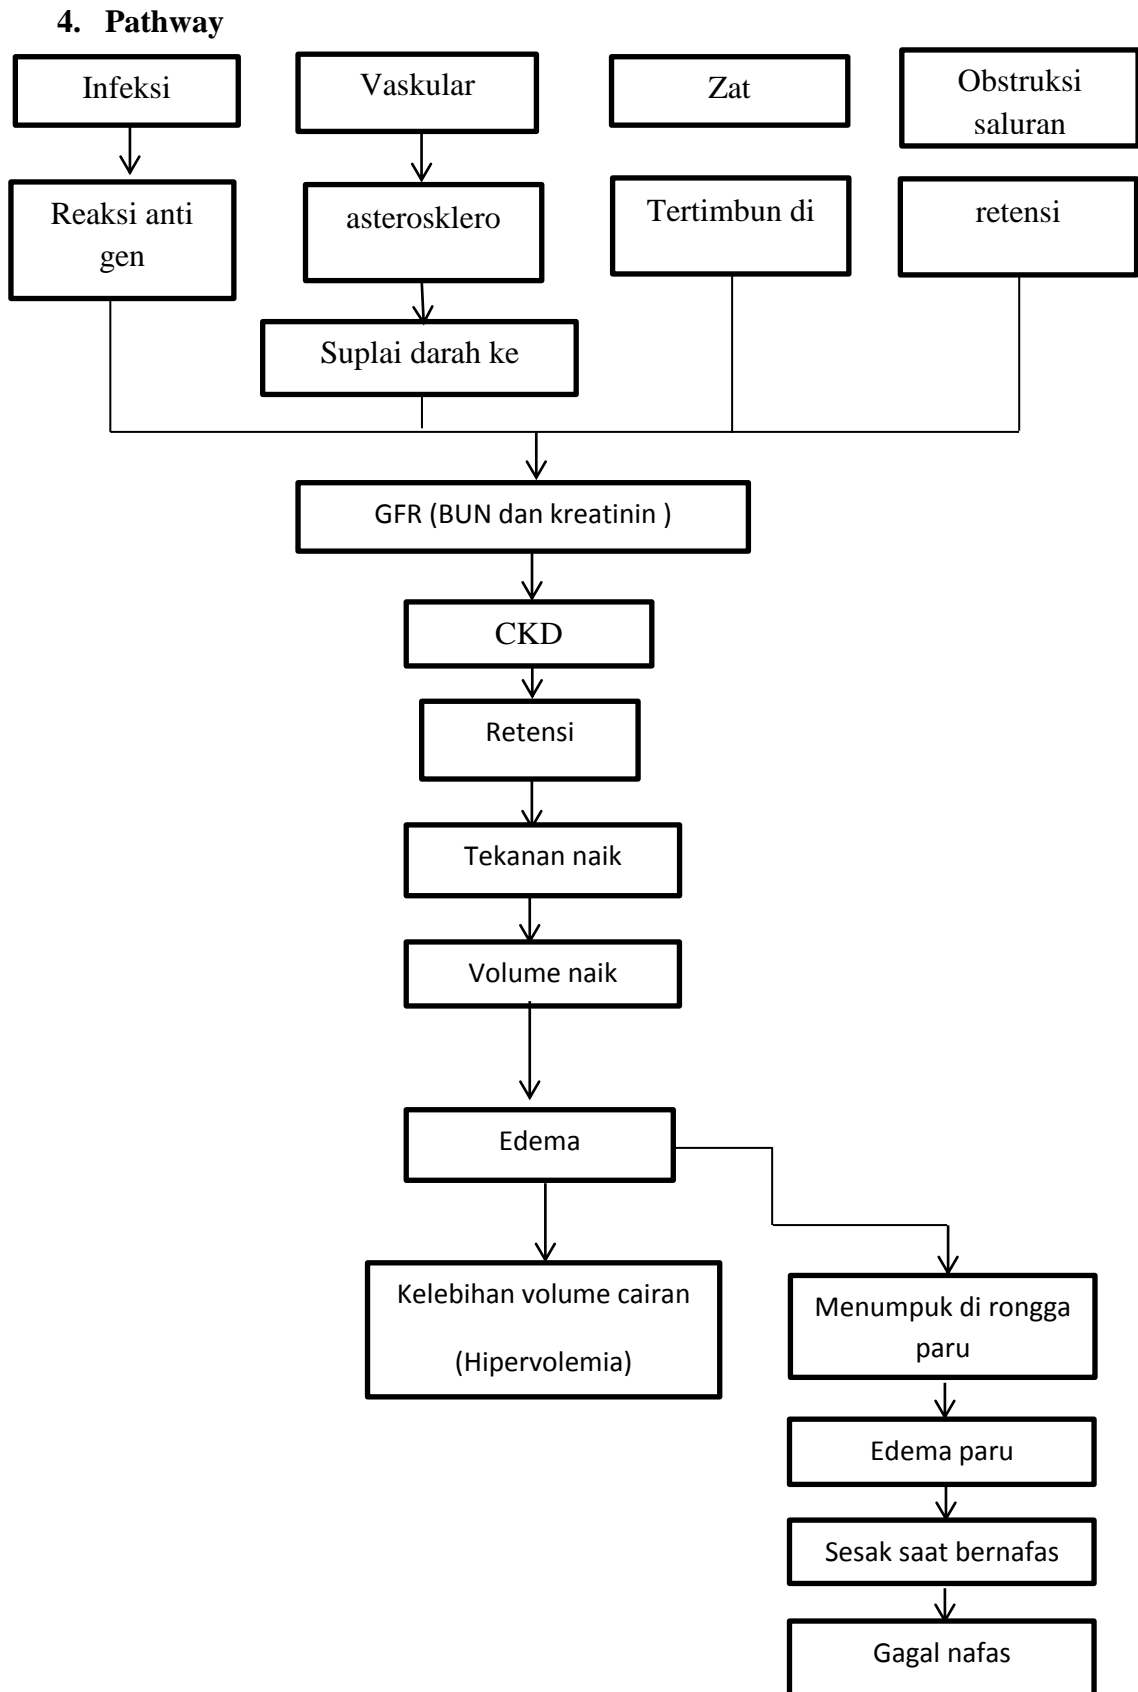 4. Pathway
Infeksi
Vaskular
Zat
Obstruksi
saluran
Reaksi anti
gen
asterosklero
Tertimbun di
retensi
Suplai darah ke
GFR (BUN dan kreatinin )
CKD
Retensi
Tekanan naik
Volume naik
Edema
Kelebihan volume cairan
(Hipervolemia)
Menumpuk di rongga
paru
Edema paru
Sesak saat bernafas
Gagal nafas